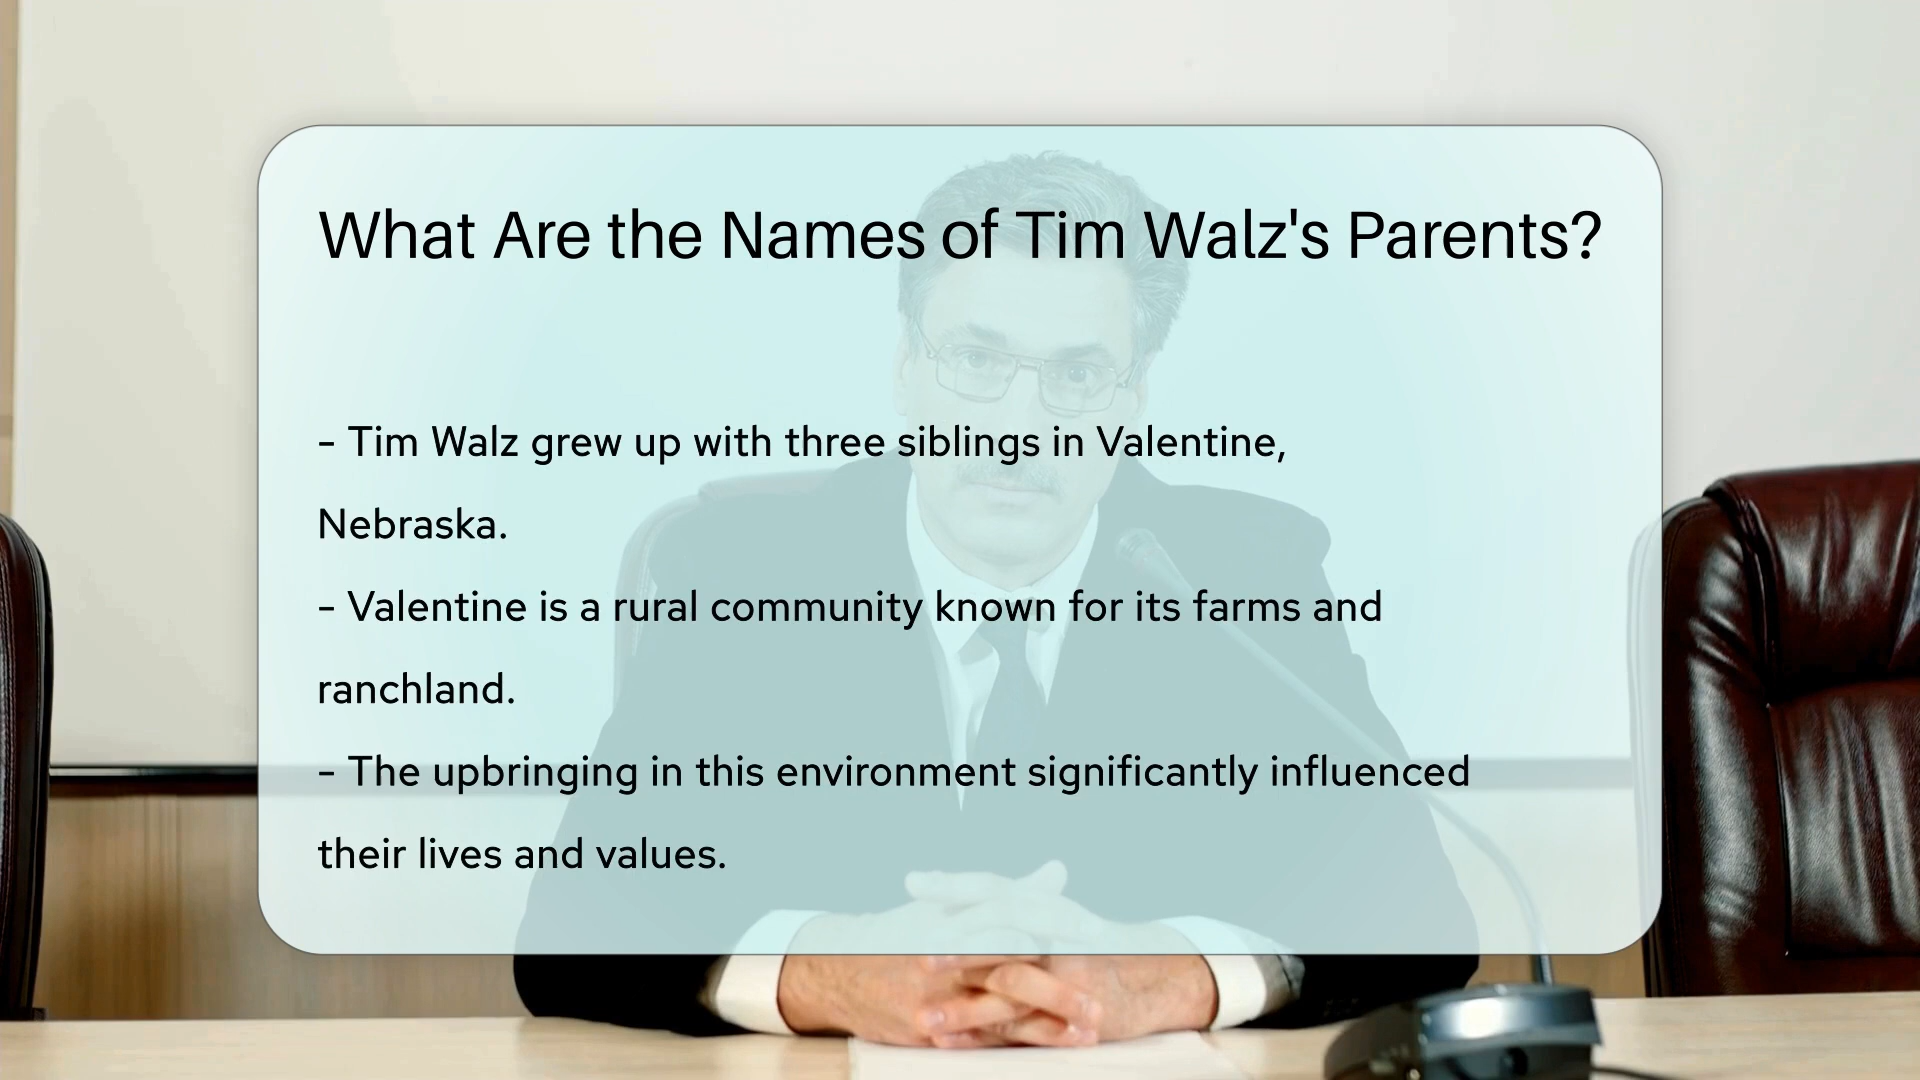 What Are the Names of Tim Walz's Parents?
- Tim Walz grew up with three siblings in Valentine,
Nebraska.
- Valentine is a rural community known for its farms and
ranchland.
- The upbringing in this environment significantly influenced
their lives and values.